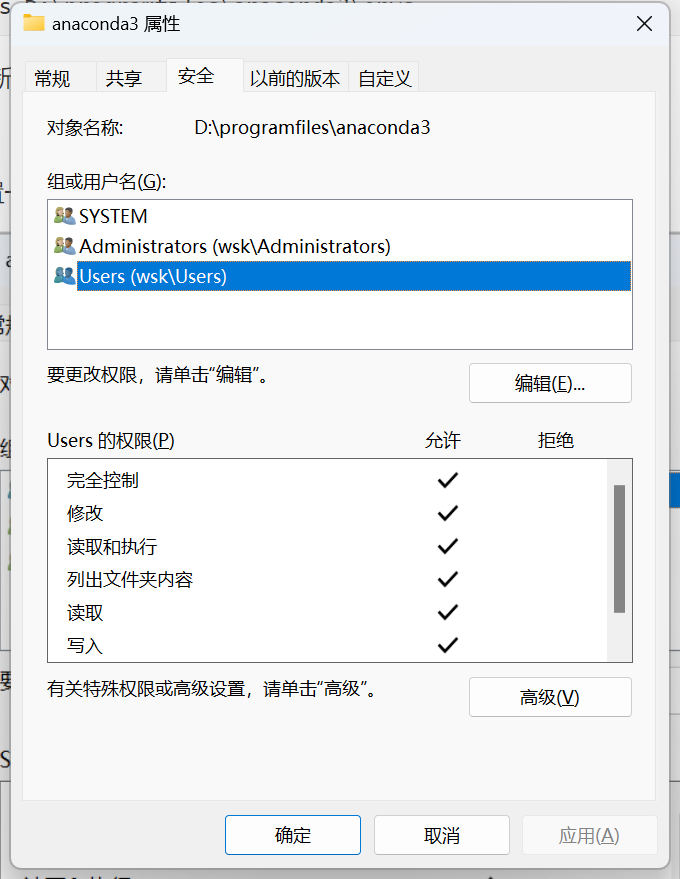 anaconda3 属性
常规 共享 安全 以前的版本 自定义
对象名称: D:\programfiles\anaconda3
组或用户名(G):
SYSTEM
Administrators (wsk\Administrators)
Users (wsk\Users)
要更改权限，请单击“编辑”。
编辑(E)...
Users 的权限(P) 允许 拒绝
完全控制
修改
读取和执行
列出文件夹内容
读取
写入
有关特殊权限或高级设置，请单击“高级”。
高级(V)
确定 取消 应用(A)